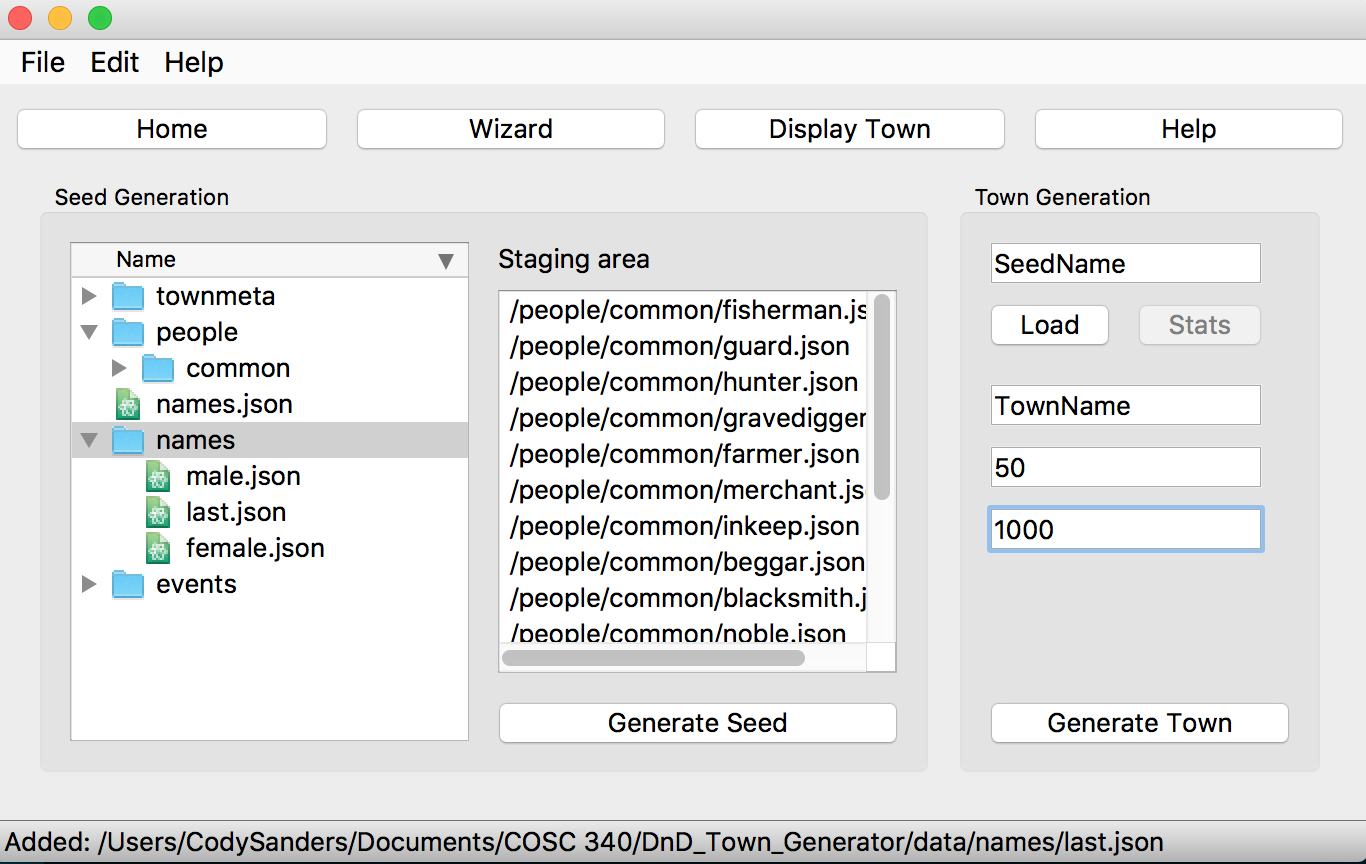 File Edit Help
Home Wizard Display Town Help
Seed Generation
Name
townmeta
people
common
names.json
names
male.json
last.json
female.json
events
Staging area
/people/common/fisherman.js
/people/common/guard.json
/people/common/hunter.json
/people/common/gravedigger
/people/common/farmer.json
/people/common/merchant.js
/people/common/inkeep.json
/people/common/beggar.json
/people/common/blacksmith.j
/people/common/noble.json
Generate Seed
Town Generation
SeedName
Load Stats
TownName
50
1000
Generate Town
Added: /Users/CodySanders/Documents/COSC 340/DnD_Town_Generator/data/names/last.json